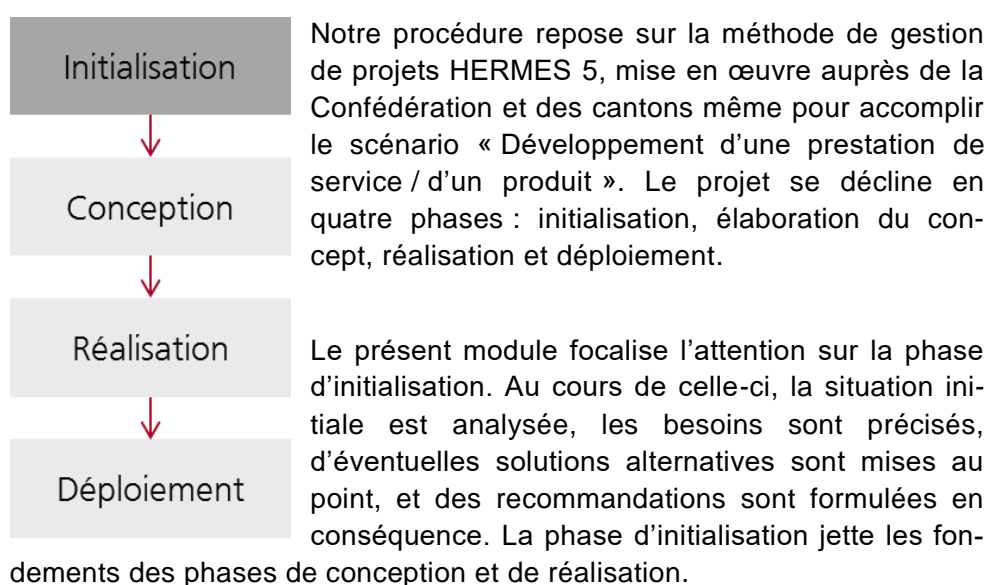 Initialisation
Conception
Réalisation
Déploiement
Notre procédure repose sur la méthode de gestion
de projets HERMES 5, mise en œuvre auprès de la
Confédération et des cantons même pour accomplir
le scénario « Développement d’une prestation de
service / d’un produit ». Le projet se décline en
quatre phases : initialisation, élaboration du con-
cept, réalisation et déploiement.
Le présent module focalise l’attention sur la phase
d’initialisation. Au cours de celle-ci, la situation ini-
tiale est analysée, les besoins sont précisés,
d’éventuelles solutions alternatives sont mises au
point, et des recommandations sont formulées en
conséquence. La phase d’initialisation jette les fon-
dements des phases de conception et de réalisation.